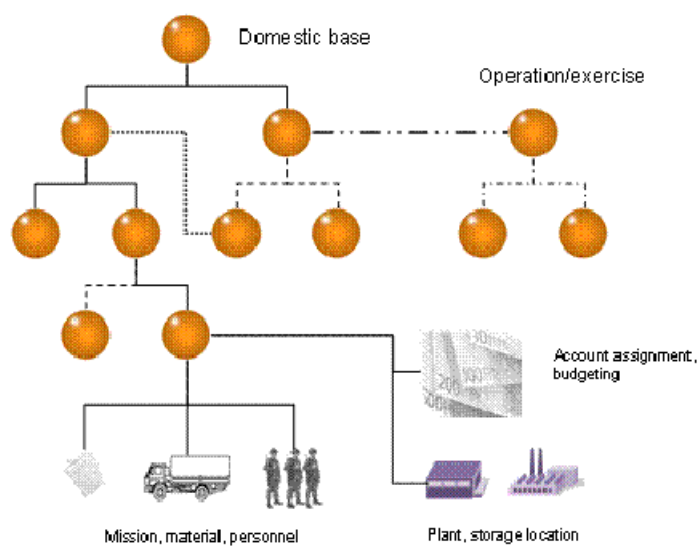 Domestic base
Operation/exercise
Account assignment,
budgeting
Mission, material, personnel
Plant, storage location